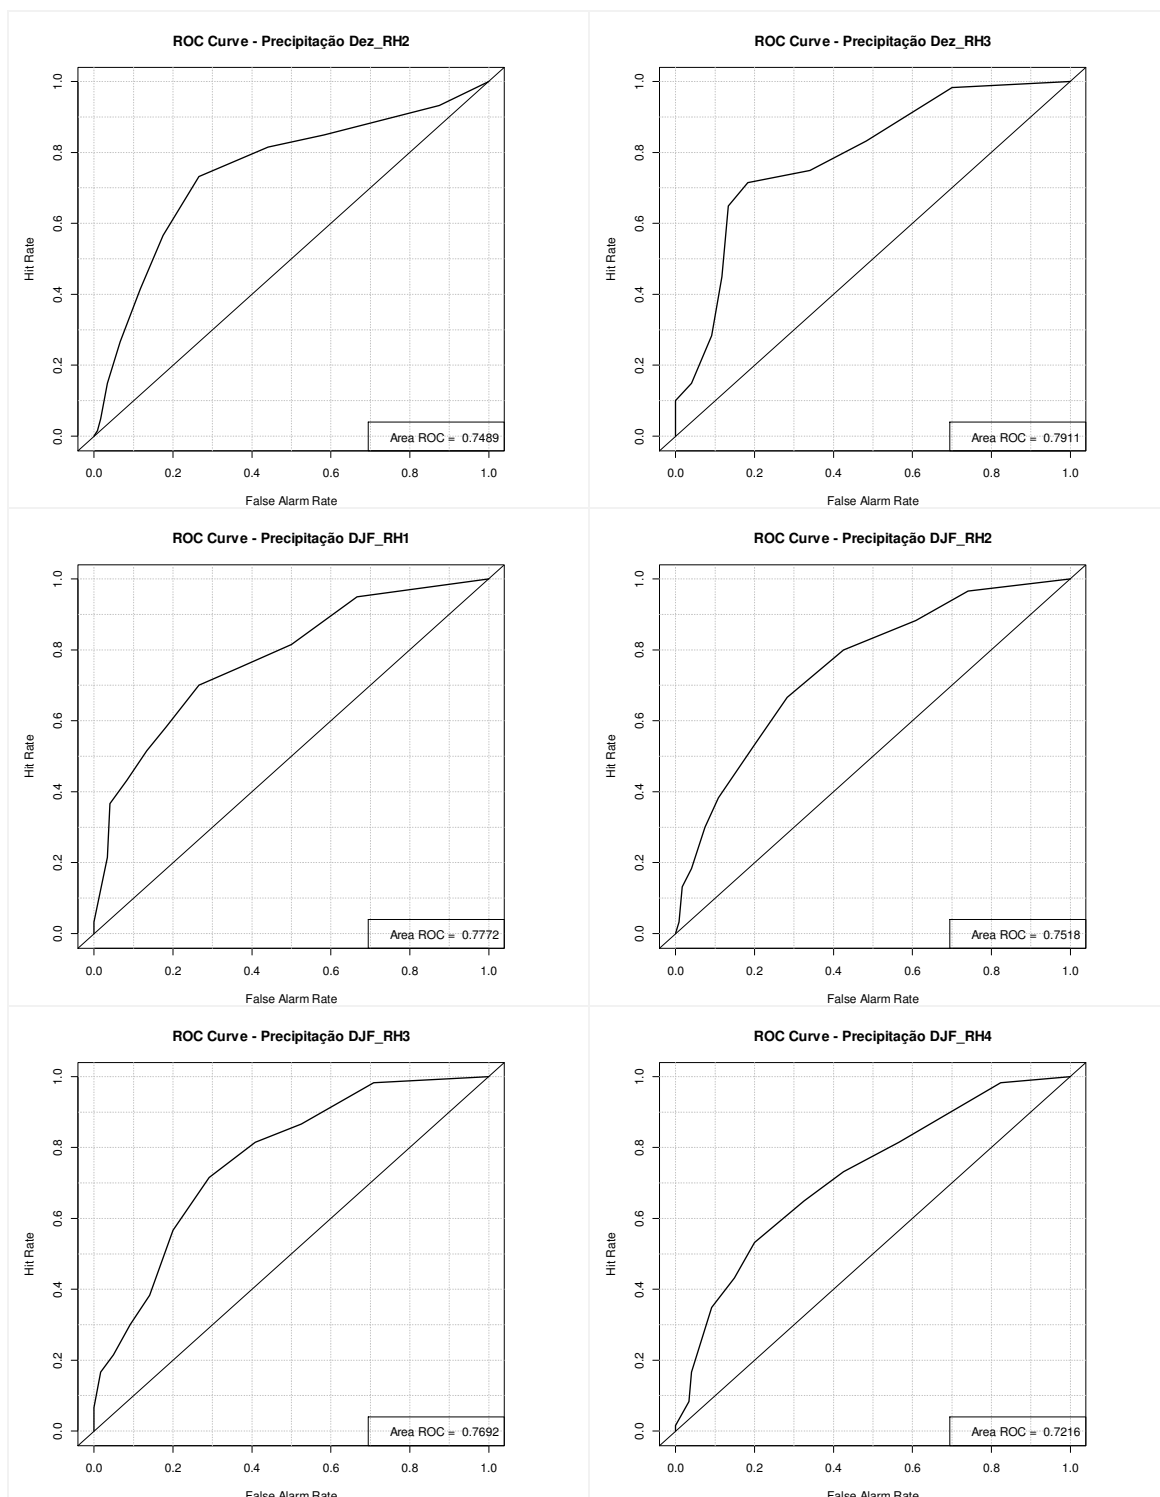 ROC Curve - Precipitação Dez_RH2
Hit Rate
1.0
0.8
0.6
0.4
0.2
0.0
Area ROC = 0.7489
0.0 0.2 0.4 0.6 0.8 1.0
False Alarm Rate
ROC Curve - Precipitação Dez_RH3
Hit Rate
1.0
0.8
0.6
0.4
0.2
0.0
Area ROC = 0.7911
0.0 0.2 0.4 0.6 0.8 1.0
False Alarm Rate
ROC Curve - Precipitação DJF_RH1
Hit Rate
1.0
0.8
0.6
0.4
0.2
0.0
Area ROC = 0.7772
0.0 0.2 0.4 0.6 0.8 1.0
False Alarm Rate
ROC Curve - Precipitação DJF_RH2
Hit Rate
1.0
0.8
0.6
0.4
0.2
0.0
Area ROC = 0.7518
0.0 0.2 0.4 0.6 0.8 1.0
False Alarm Rate
ROC Curve - Precipitação DJF_RH3
Hit Rate
1.0
0.8
0.6
0.4
0.2
0.0
Area ROC = 0.7692
0.0 0.2 0.4 0.6 0.8 1.0
False Alarm Rate
ROC Curve - Precipitação DJF_RH4
Hit Rate
1.0
0.8
0.6
0.4
0.2
0.0
Area ROC = 0.7216
0.0 0.2 0.4 0.6 0.8 1.0
False Alarm Rate